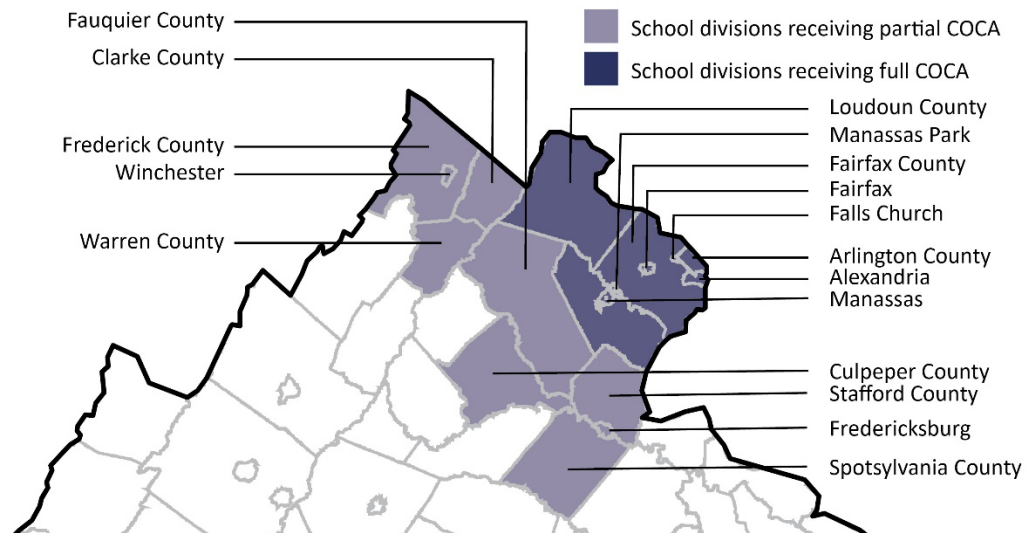 Fauquier County
Clarke County
Frederick County
Winchester
Warren County
School divisions receiving partial COCA
School divisions receiving full COCA
Loudoun County
Manassas Park
Fairfax County
Fairfax
Falls Church
Arlington County
Alexandria
Manassas
Culpeper County
Stafford County
Fredericksburg
Spotsylvania County